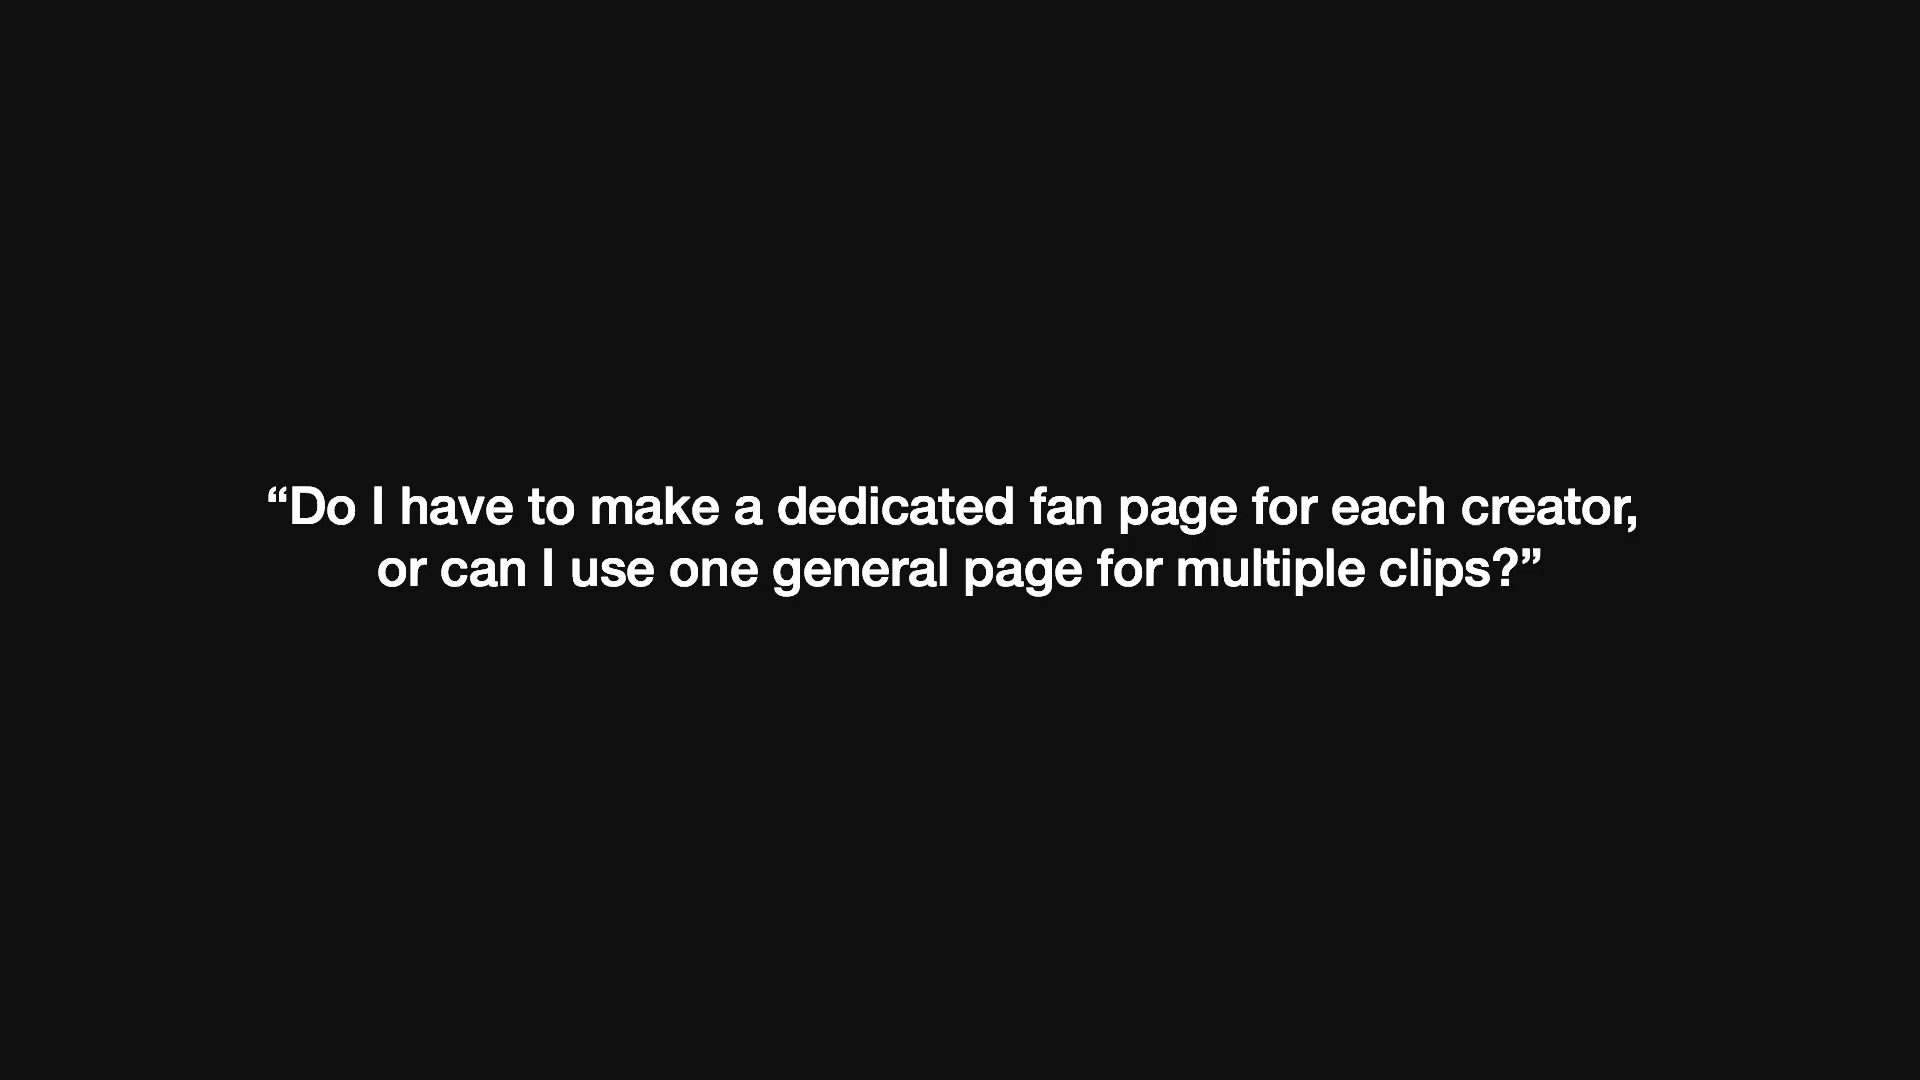 “Do I have to make a dedicated fan page for each creator,
or can I use one general page for multiple clips?”